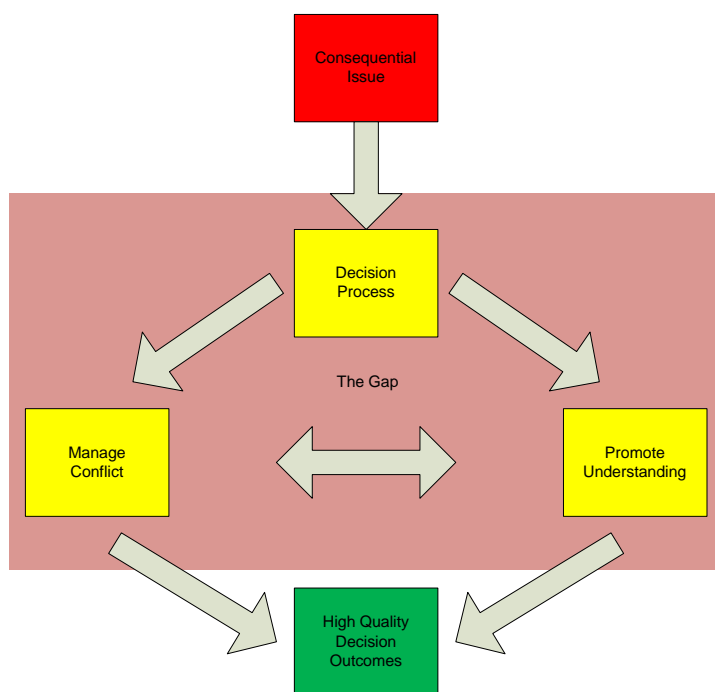 Consequential
Issue
Decision
Process
The Gap
Manage
Conflict
Promote
Understanding
High Quality
Decision
Outcomes